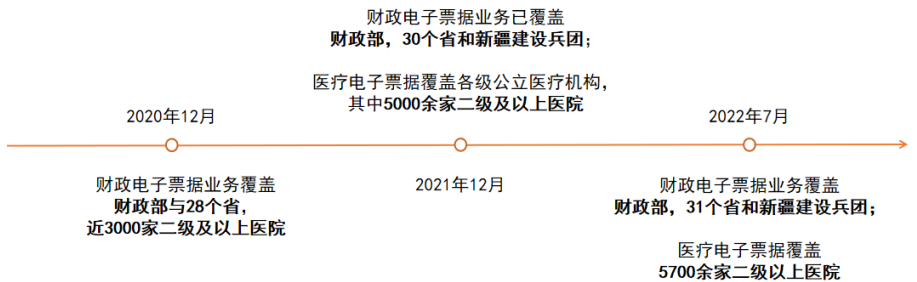 财政电子票据业务已覆盖
财政部，30个省和新疆建设兵团；
医疗电子票据覆盖各级公立医疗机构，
其中5000余家二级及以上医院
2020年12月
2022年7月
财政电子票据业务覆盖
财政部与28个省，
近3000家二级及以上医院
2021年12月
财政电子票据业务覆盖
财政部，31个省和新疆建设兵团；
医疗电子票据覆盖
5700余家二级以上医院